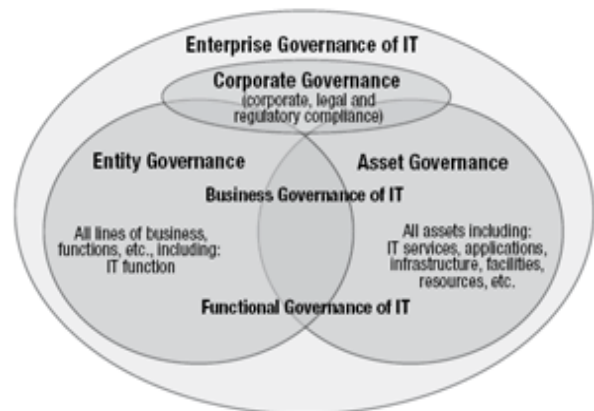 Enterprise Governance of IT
Corporate Governance
(corporate, legal and
regulatory compliance)
Entity Governance
Asset Governance
Business Governance of IT
All lines of business,
functions, etc., including:
IT function
All assets including:
IT services, applications,
infrastructure, facilities,
resources, etc.
Functional Governance of IT